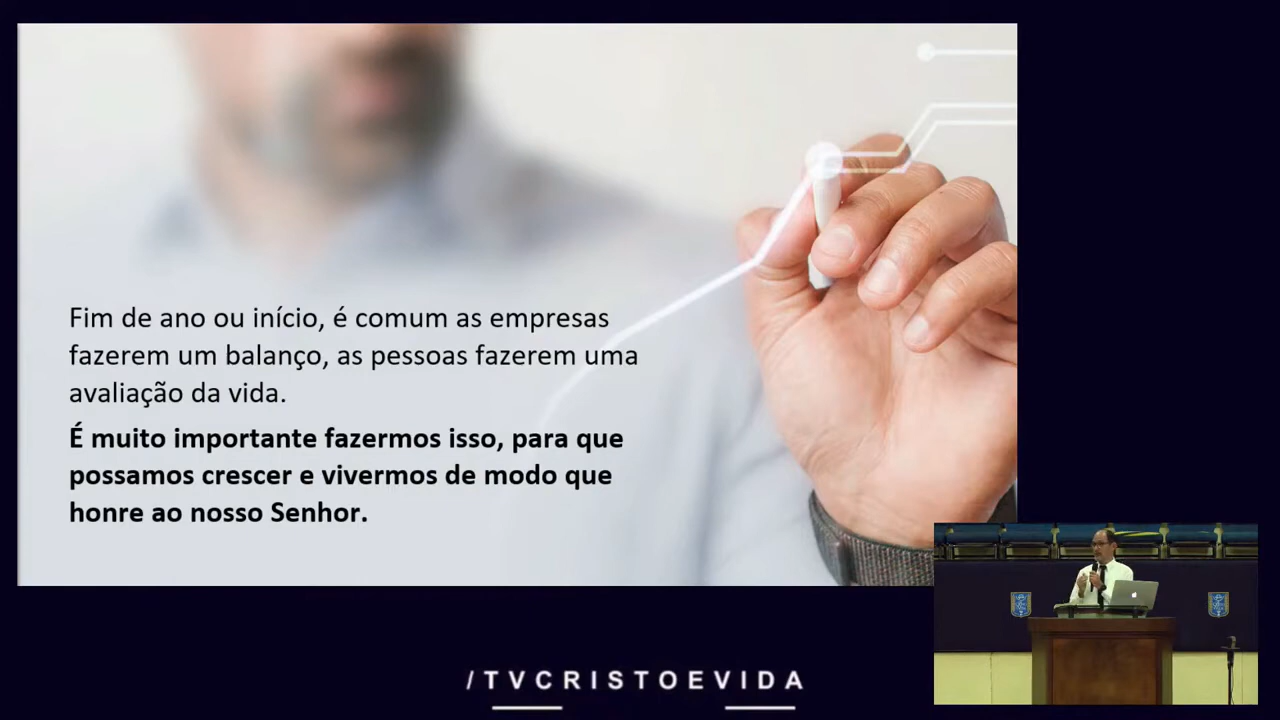 Fim de ano ou início, é comum as empresas
fazerem um balanço, as pessoas fazerem uma
avaliação da vida.
É muito importante fazermos isso, para que
possamos crescer e vivermos de modo que
honre ao nosso Senhor.
/TVCRISTOEVIDA